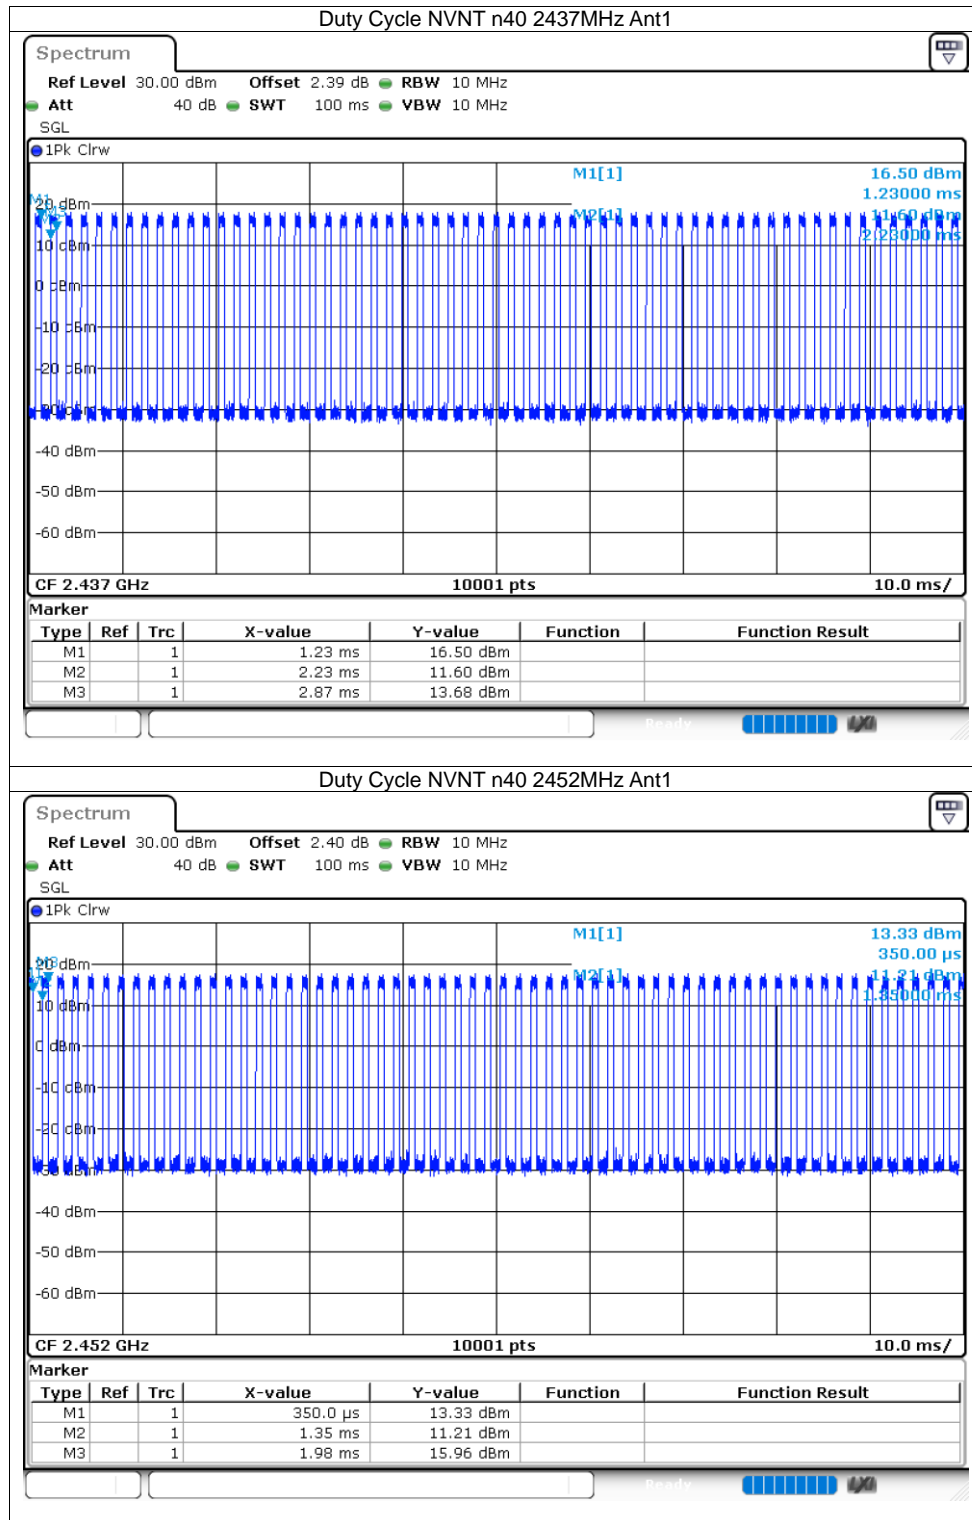 Duty Cycle NVNT n40 2437MHz Ant1
Spectrum
Ref Level 30.00 dBm Offset 2.39 dB RBW 10 MHz
Att 40 dB SWT 100 ms VBW 10 MHz
SGL
1Pk Clrw
M1[1] 16.50 dBm
1.23000 ms
M2[1] 11.60 dBm
2.23000 ms
M1
M3
20 dBm
10 dBm
0 dBm
-10 dBm
-20 dBm
-30 dBm
-40 dBm
-50 dBm
-60 dBm
CF 2.437 GHz 10001 pts 10.0 ms/
Marker
Type Ref Trc X-value Y-value Function Function Result
M1 1 1.23 ms 16.50 dBm
M2 1 2.23 ms 11.60 dBm
M3 1 2.87 ms 13.68 dBm
Ready
Duty Cycle NVNT n40 2452MHz Ant1
Spectrum
Ref Level 30.00 dBm Offset 2.40 dB RBW 10 MHz
Att 40 dB SWT 100 ms VBW 10 MHz
SGL
1Pk Clrw
M1[1] 13.33 dBm
350.00 µs
M2[1] 11.21 dBm
1.35000 ms
M3
20 dBm
10 dBm
0 dBm
-10 dBm
-20 dBm
-30 dBm
-40 dBm
-50 dBm
-60 dBm
CF 2.452 GHz 10001 pts 10.0 ms/
Marker
Type Ref Trc X-value Y-value Function Function Result
M1 1 350.0 µs 13.33 dBm
M2 1 1.35 ms 11.21 dBm
M3 1 1.98 ms 15.96 dBm
Ready